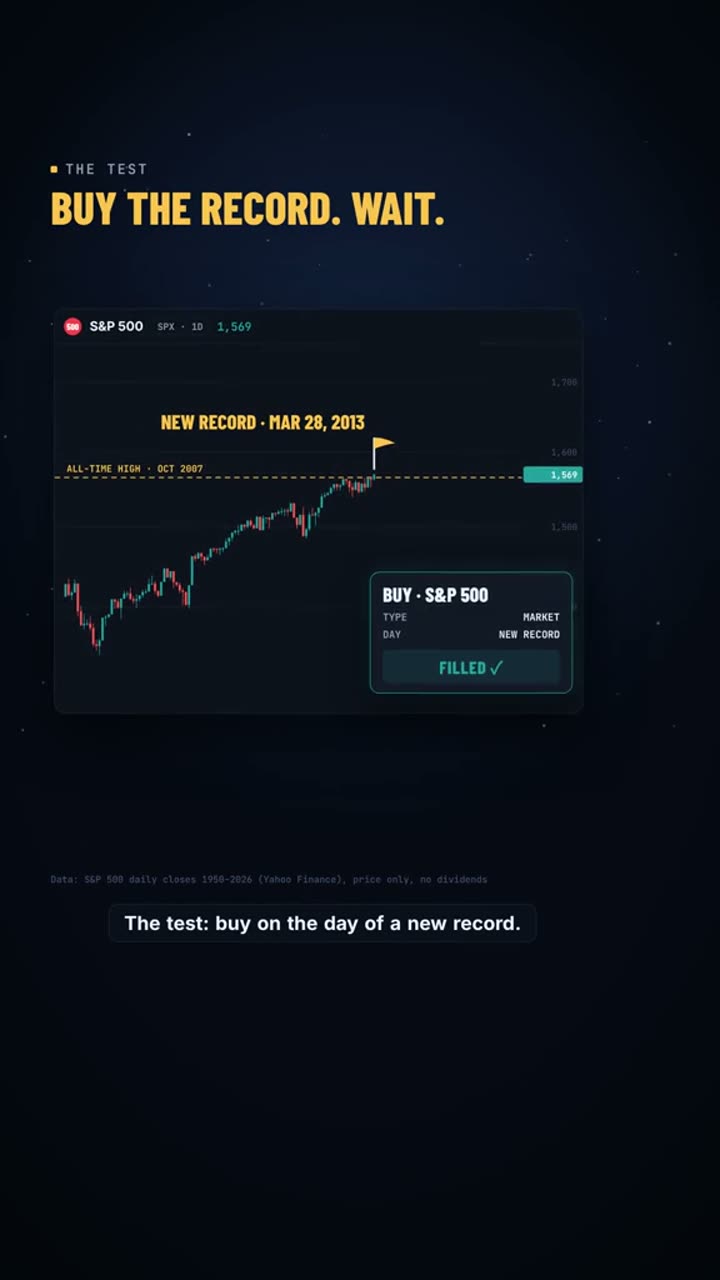 THE TEST
BUY THE RECORD. WAIT.
500 S&P 500 SPX · 1D 1,569
1,700
NEW RECORD · MAR 28, 2013
1,600
ALL-TIME HIGH · OCT 2007
1,569
1,500
BUY · S&P 500
TYPE MARKET
DAY NEW RECORD
FILLED ✓
Data: S&P 500 daily closes 1950–2026 (Yahoo Finance), price only, no dividends
The test: buy on the day of a new record.